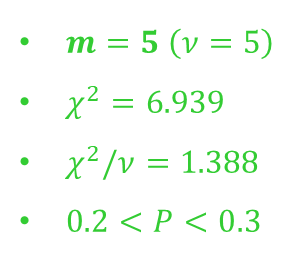 • m = 5 (ν = 5)
• χ² = 6.939
• χ²/ν = 1.388
• 0.2 < P < 0.3